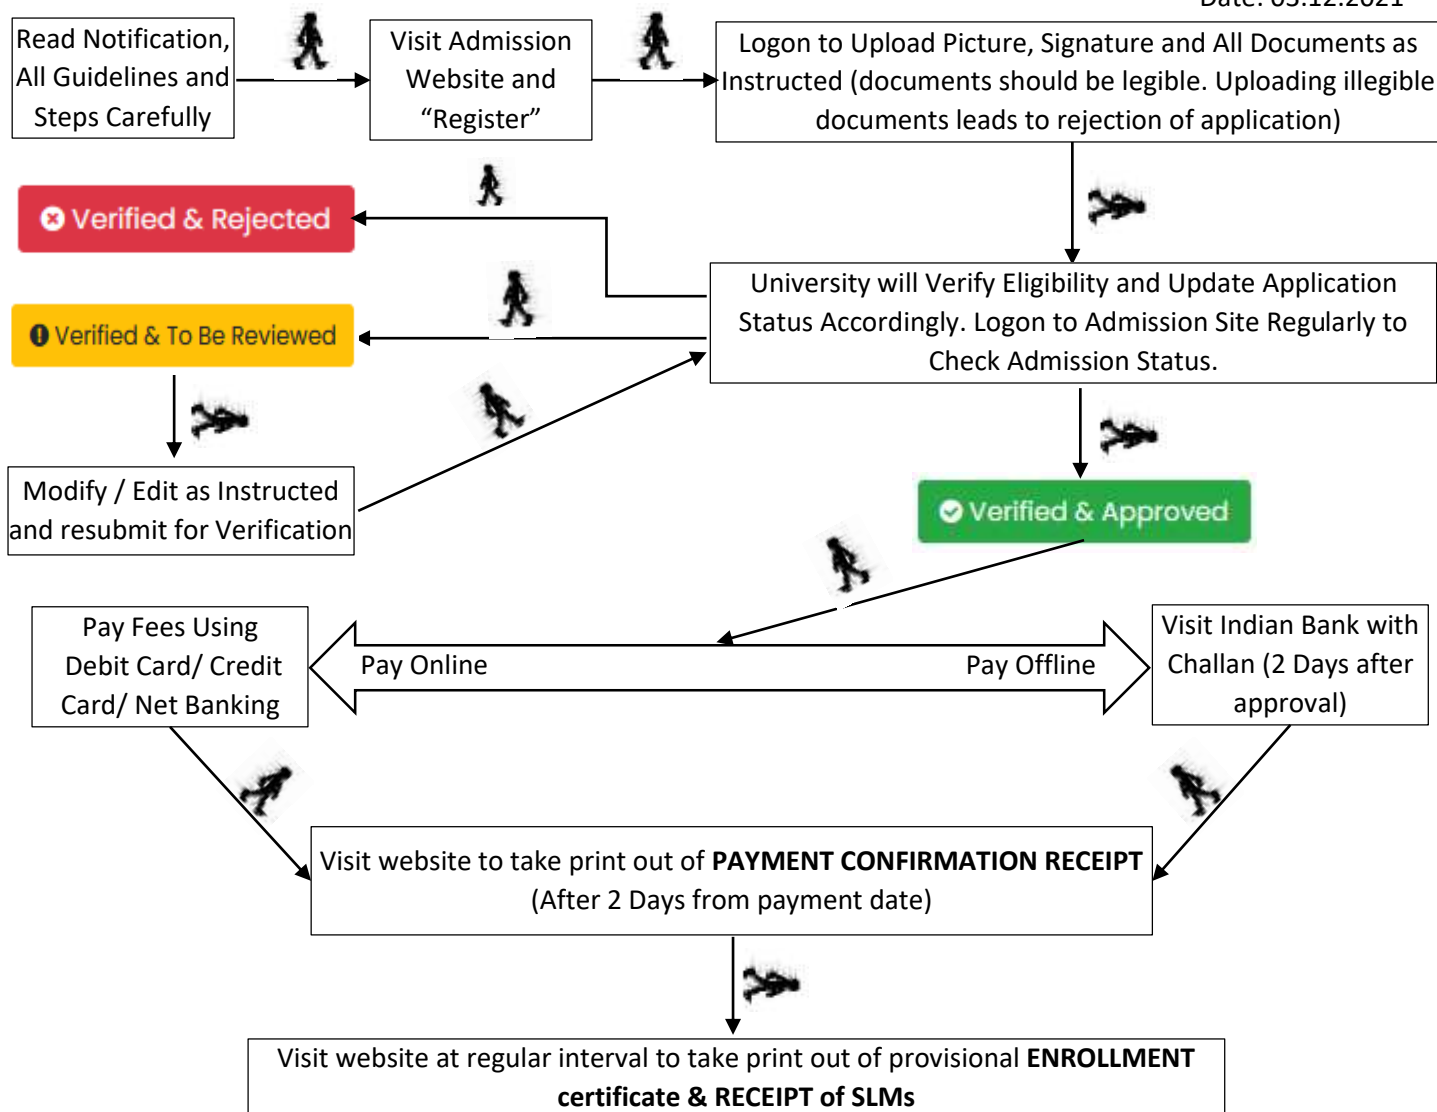 Date: 03.12.2021
Read Notification,
All Guidelines and
Steps Carefully
Visit Admission
Website and
“Register”
Logon to Upload Picture, Signature and All Documents as
Instructed (documents should be legible. Uploading illegible
documents leads to rejection of application)
Verified & Rejected
University will Verify Eligibility and Update Application
Status Accordingly. Logon to Admission Site Regularly to
Check Admission Status.
Verified & To Be Reviewed
Modify / Edit as Instructed
and resubmit for Verification
Verified & Approved
Pay Fees Using
Debit Card/ Credit
Card/ Net Banking
Pay Online
Pay Offline
Visit Indian Bank with
Challan (2 Days after
approval)
Visit website to take print out of PAYMENT CONFIRMATION RECEIPT
(After 2 Days from payment date)
Visit website at regular interval to take print out of provisional ENROLLMENT
certificate & RECEIPT of SLMs